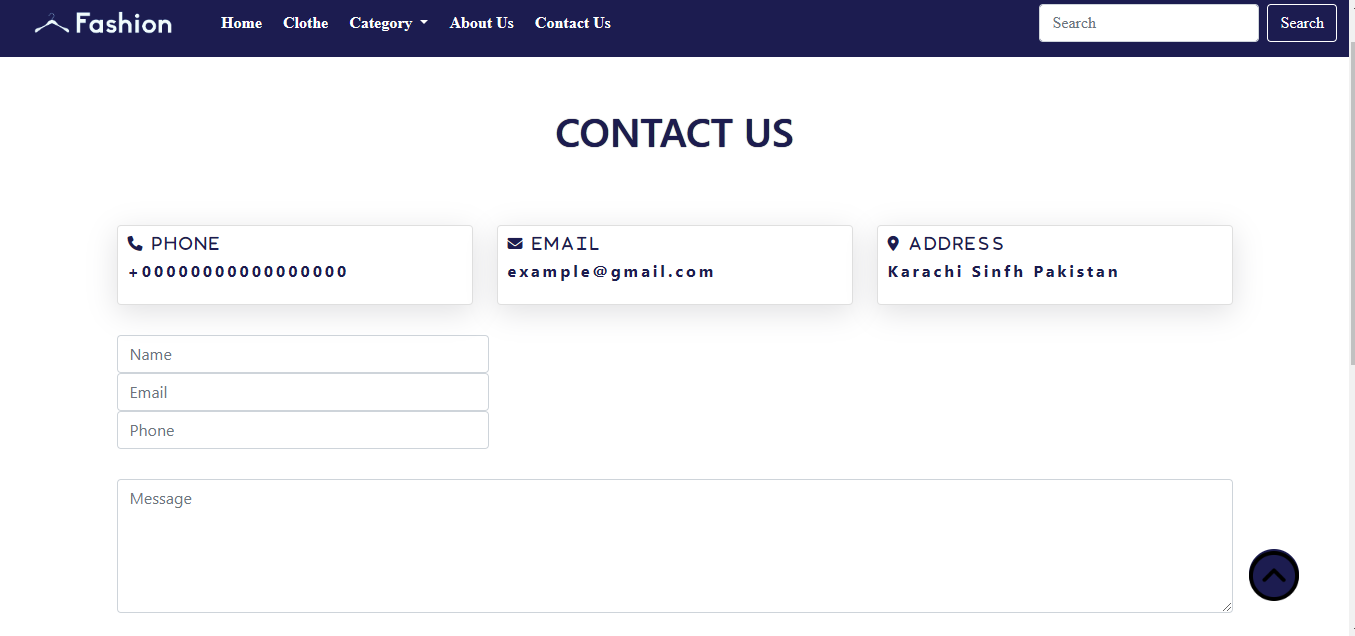 Fashion Home Clothe Category About Us Contact Us Search Search
CONTACT US
PHONE
+00000000000000000
EMAIL
example@gmail.com
ADDRESS
Karachi Sinfh Pakistan
Name
Email
Phone
Message